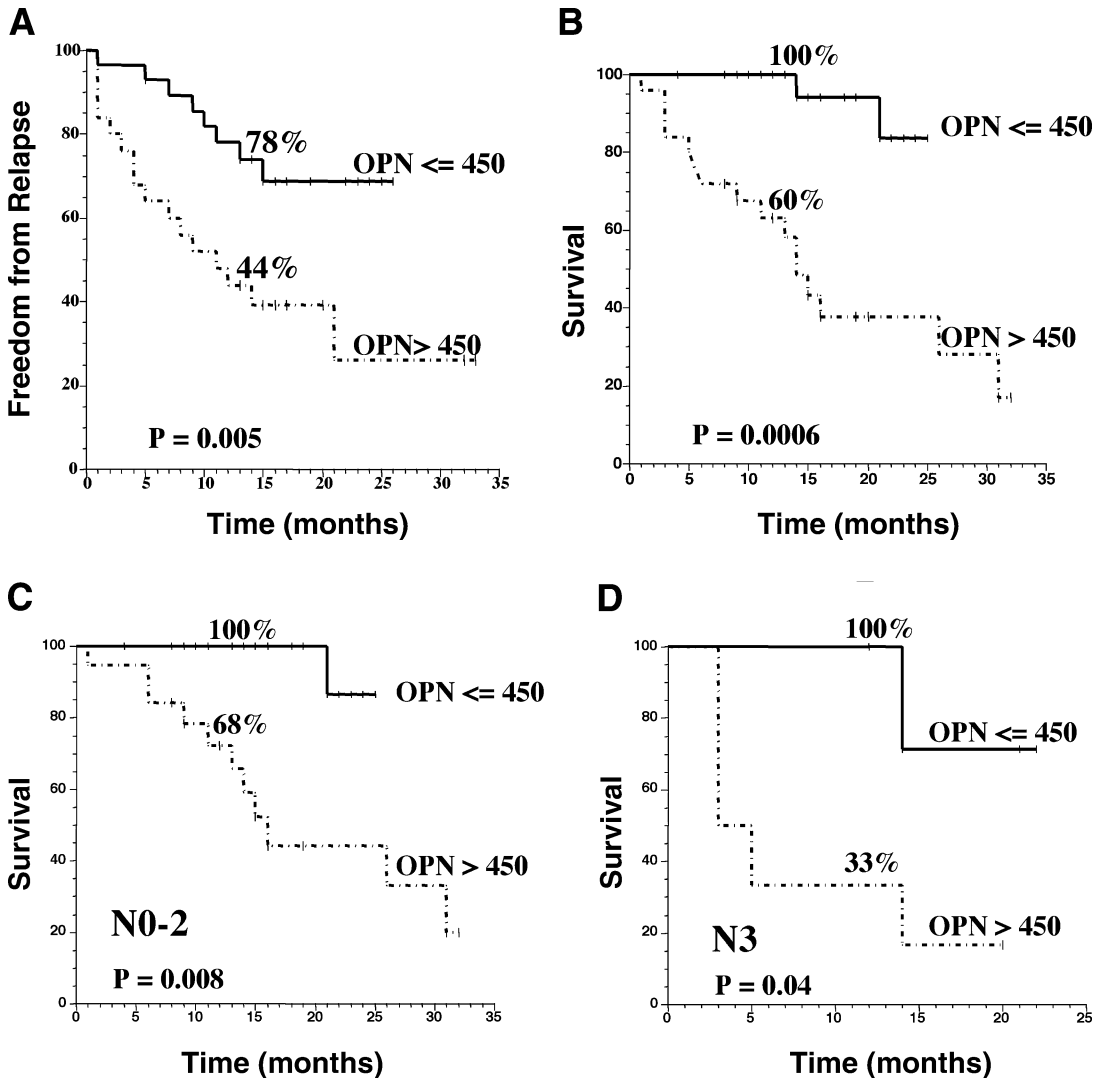 A
Freedom from Relapse
100
80
60
40
20
0
78%
OPN <= 450
44%
OPN> 450
P = 0.005
0 5 10 15 20 25 30 35
Time (months)
B
Survival
100
80
60
40
20
0
100%
OPN <= 450
60%
OPN > 450
P = 0.0006
0 5 10 15 20 25 30 35
Time (months)
C
Survival
100
80
60
40
20
0
100%
OPN <= 450
68%
OPN > 450
N0-2
P = 0.008
0 5 10 15 20 25 30 35
Time (months)
D
Survival
100
80
60
40
20
0
100%
OPN <= 450
33%
OPN > 450
N3
P = 0.04
0 5 10 15 20 25
Time (months)